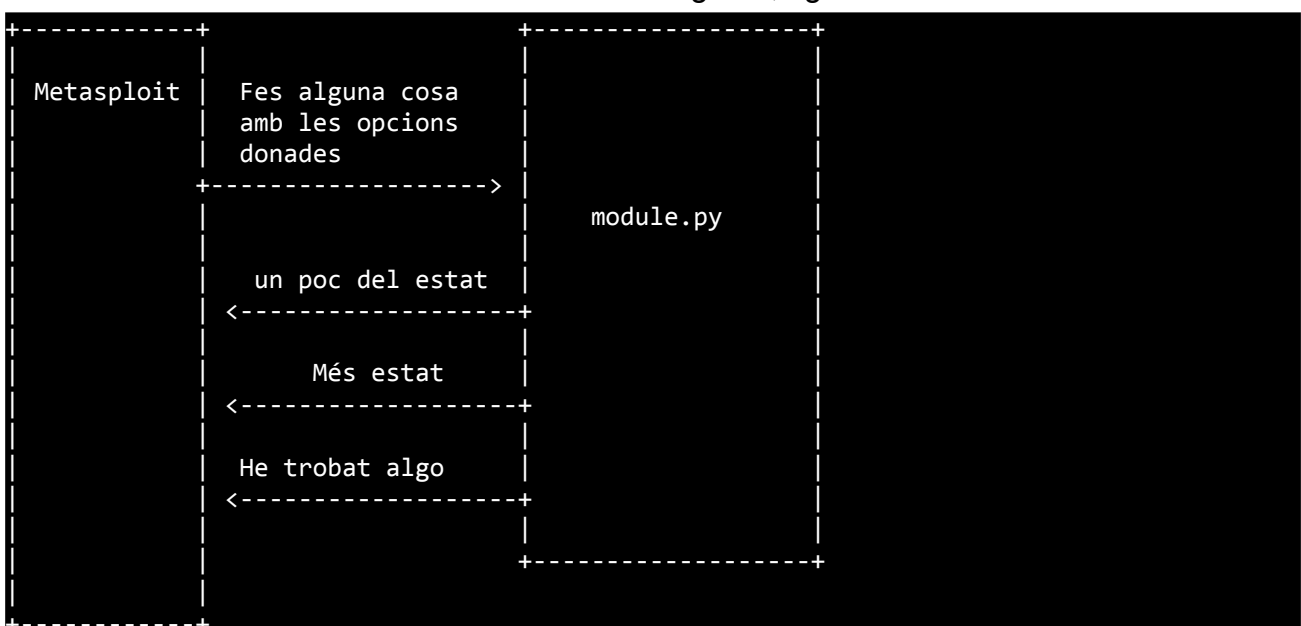 Metasploit
Fes alguna cosa
amb les opcions
donades
module.py
un poc del estat
Més estat
He trobat algo